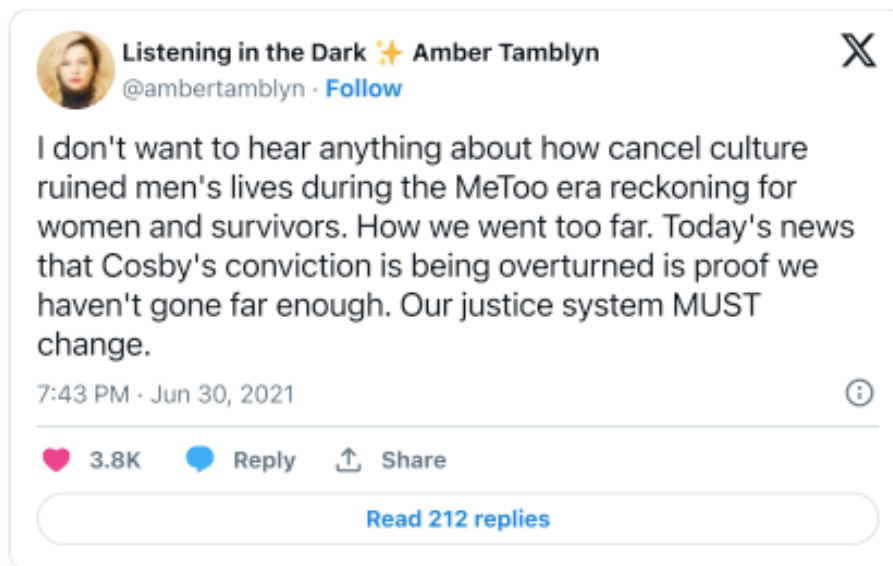 Listening in the Dark ✨ Amber Tamblyn
@ambertamblyn · Follow
I don't want to hear anything about how cancel culture
ruined men's lives during the MeToo era reckoning for
women and survivors. How we went too far. Today's news
that Cosby's conviction is being overturned is proof we
haven't gone far enough. Our justice system MUST
change.
7:43 PM · Jun 30, 2021
3.8K Reply Share
Read 212 replies